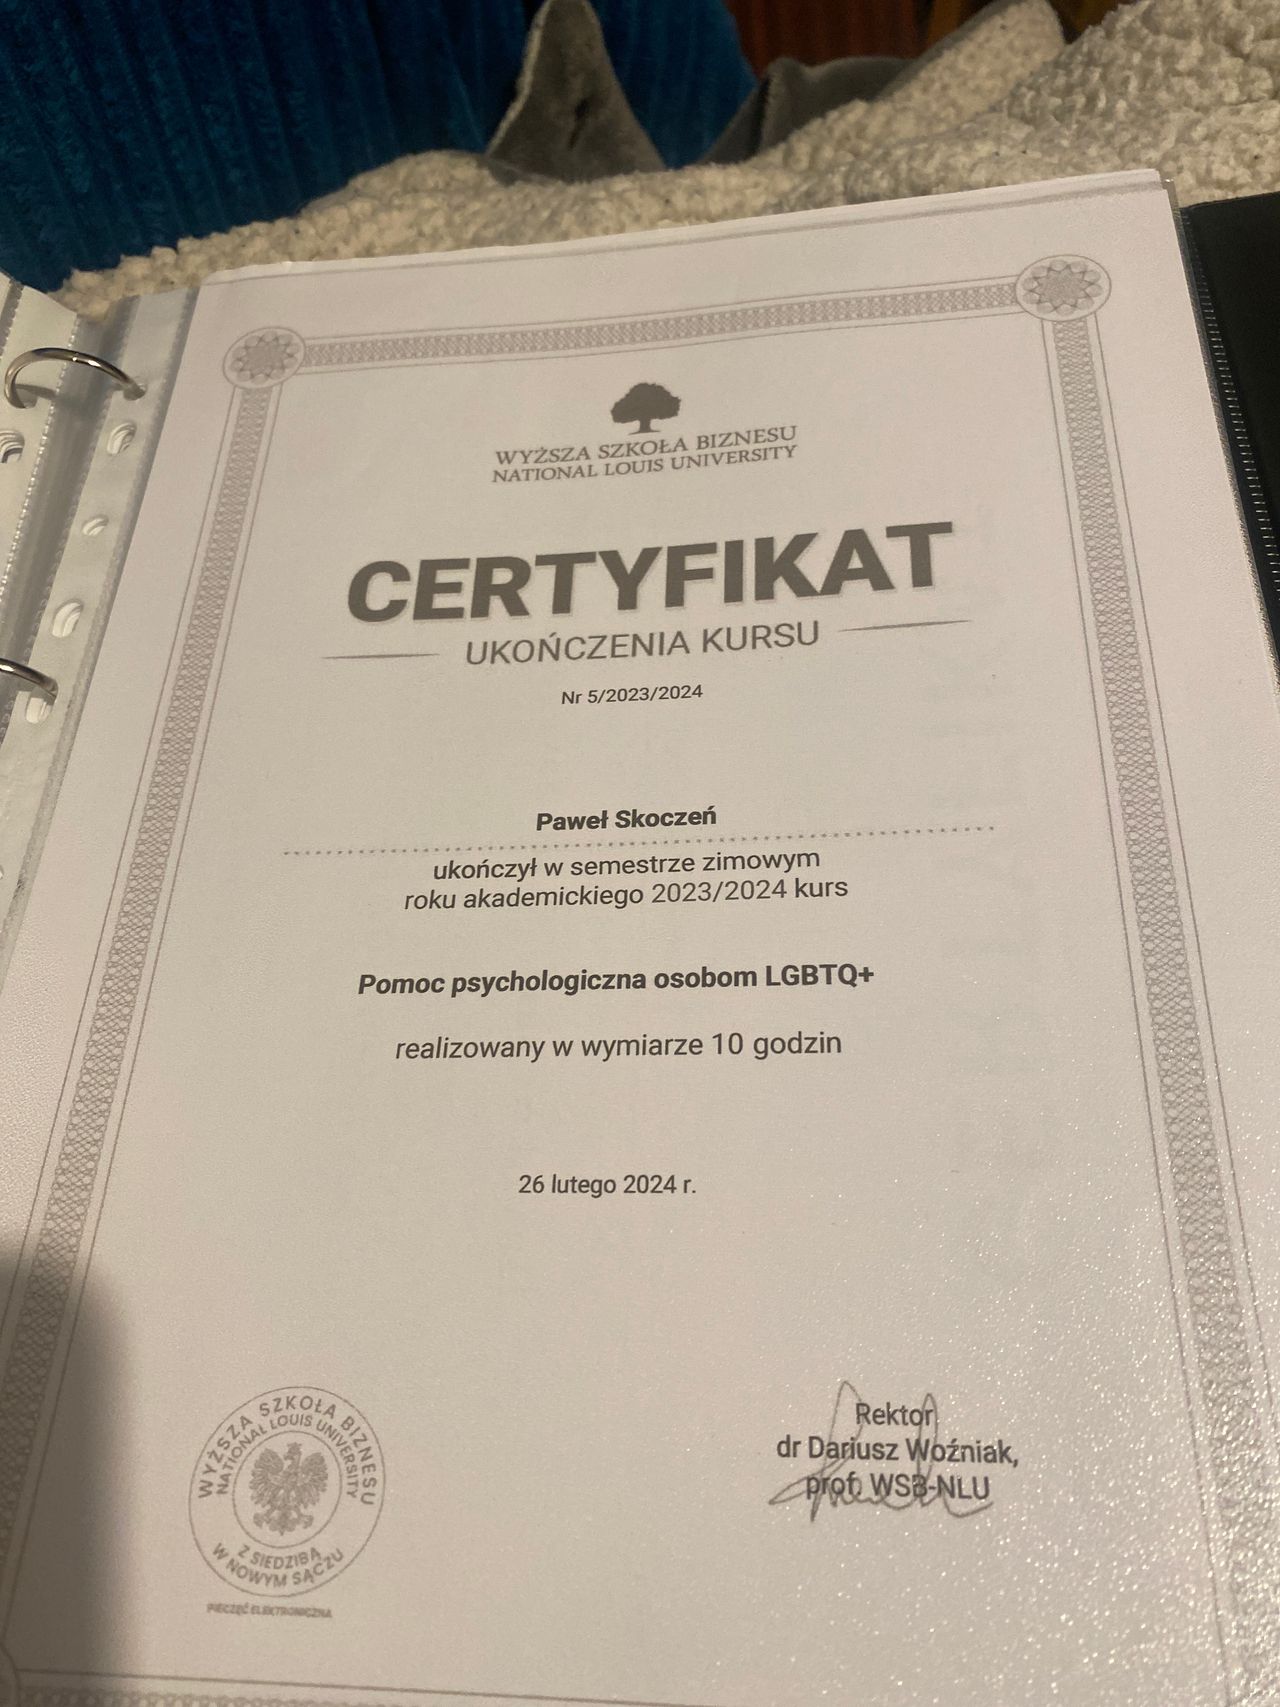 WYŻSZA SZKOŁA BIZNESU
NATIONAL LOUIS UNIVERSITY
CERTYFIKAT
UKOŃCZENIA KURSU
Nr 5/2023/2024
Paweł Skoczeń
ukończył w semestrze zimowym
roku akademickiego 2023/2024 kurs
Pomoc psychologiczna osobom LGBTQ+
realizowany w wymiarze 10 godzin
26 lutego 2024 r.
WYŻSZA SZKOŁA BIZNESU
NATIONAL LOUIS UNIVERSITY
Z SIEDZIBĄ
W NOWYM SĄCZU
PIECZĘĆ ELEKTRONICZNA
Rektor
dr Dariusz Woźniak,
prof. WSB-NLU